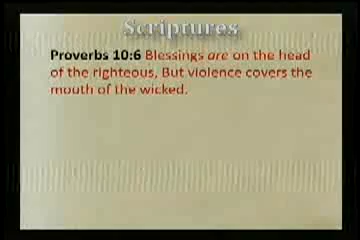 Scriptures
Proverbs 10:6 Blessings are on the head
of the righteous, But violence covers the
mouth of the wicked.